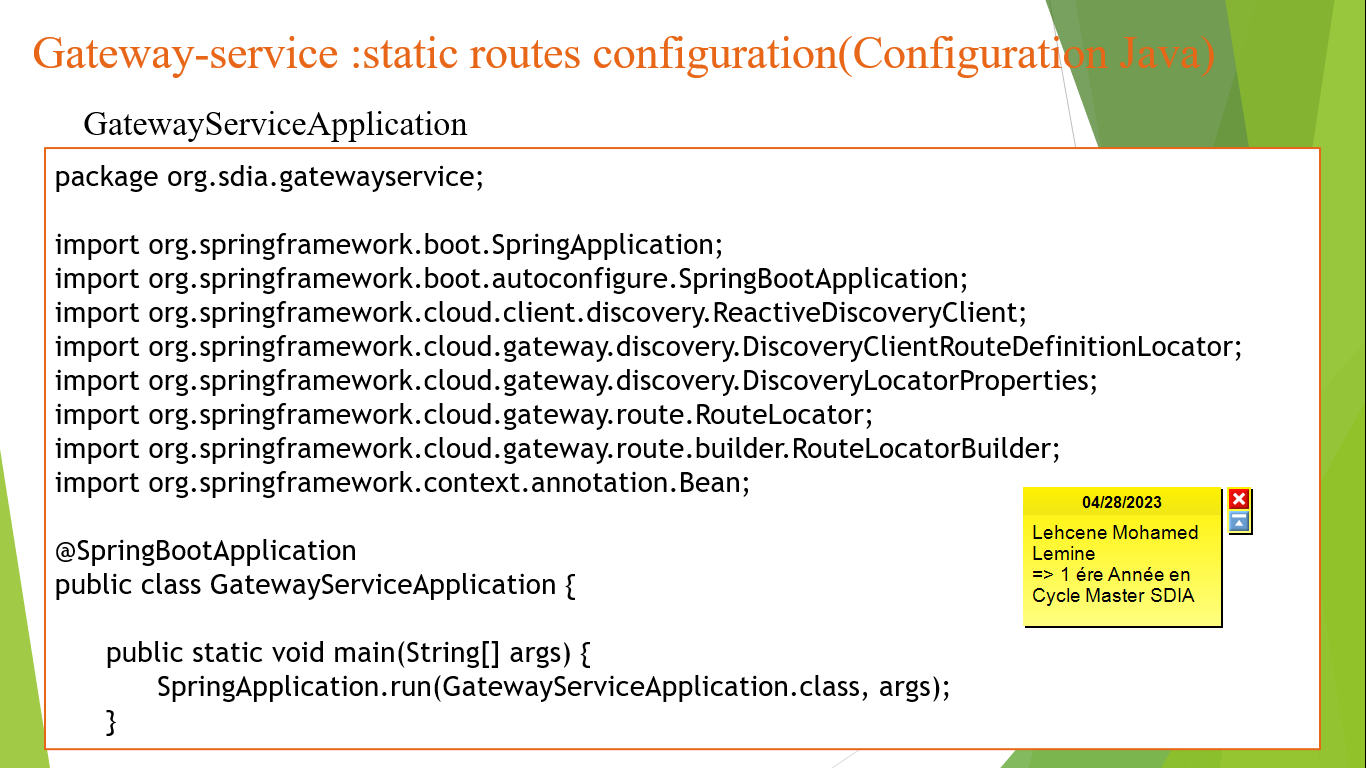 Gateway-service :static routes configuration(Configuration Java)
GatewayServiceApplication
package org.sdia.gatewayservice;
import org.springframework.boot.SpringApplication;
import org.springframework.boot.autoconfigure.SpringBootApplication;
import org.springframework.cloud.client.discovery.ReactiveDiscoveryClient;
import org.springframework.cloud.gateway.discovery.DiscoveryClientRouteDefinitionLocator;
import org.springframework.cloud.gateway.discovery.DiscoveryLocatorProperties;
import org.springframework.cloud.gateway.route.RouteLocator;
import org.springframework.cloud.gateway.route.builder.RouteLocatorBuilder;
import org.springframework.context.annotation.Bean;
@SpringBootApplication
public class GatewayServiceApplication {
public static void main(String[] args) {
SpringApplication.run(GatewayServiceApplication.class, args);
}
04/28/2023
Lehcene Mohamed
Lemine
=> 1 ére Année en
Cycle Master SDIA